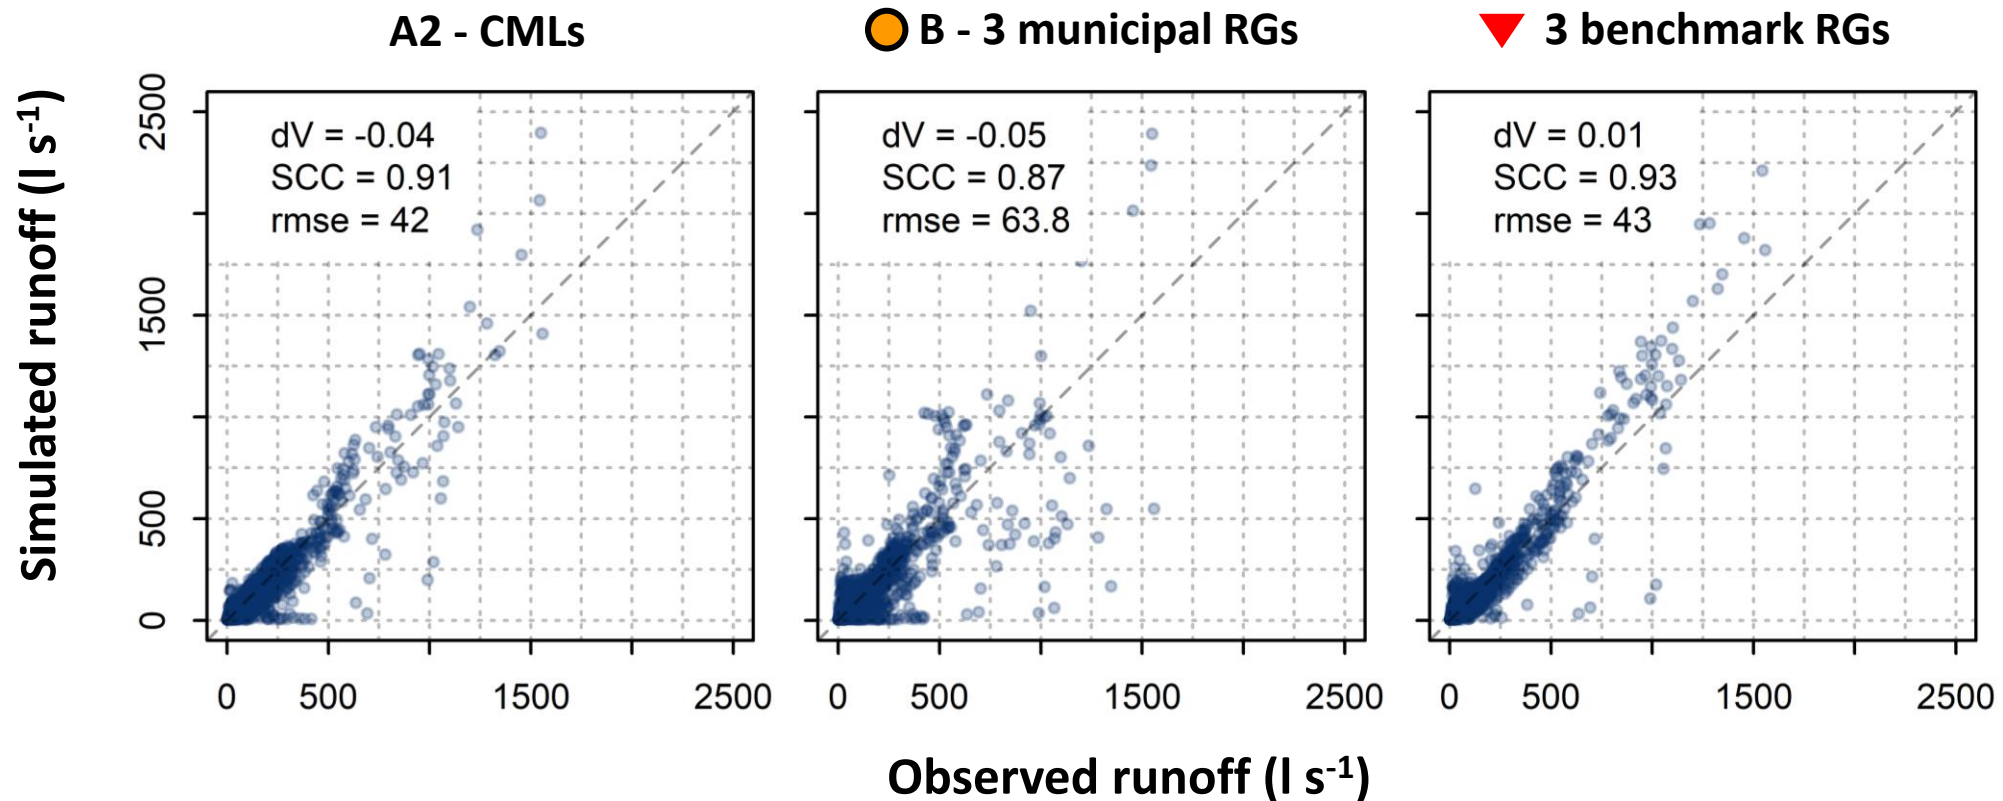 A2 - CMLs
B - 3 municipal RGs
3 benchmark RGs
Simulated runoff (l s⁻¹)
2500
1500
500
0
dV = -0.04
SCC = 0.91
rmse = 42
dV = -0.05
SCC = 0.87
rmse = 63.8
dV = 0.01
SCC = 0.93
rmse = 43
0 500 1500 2500
0 500 1500 2500
0 500 1500 2500
Observed runoff (l s⁻¹)